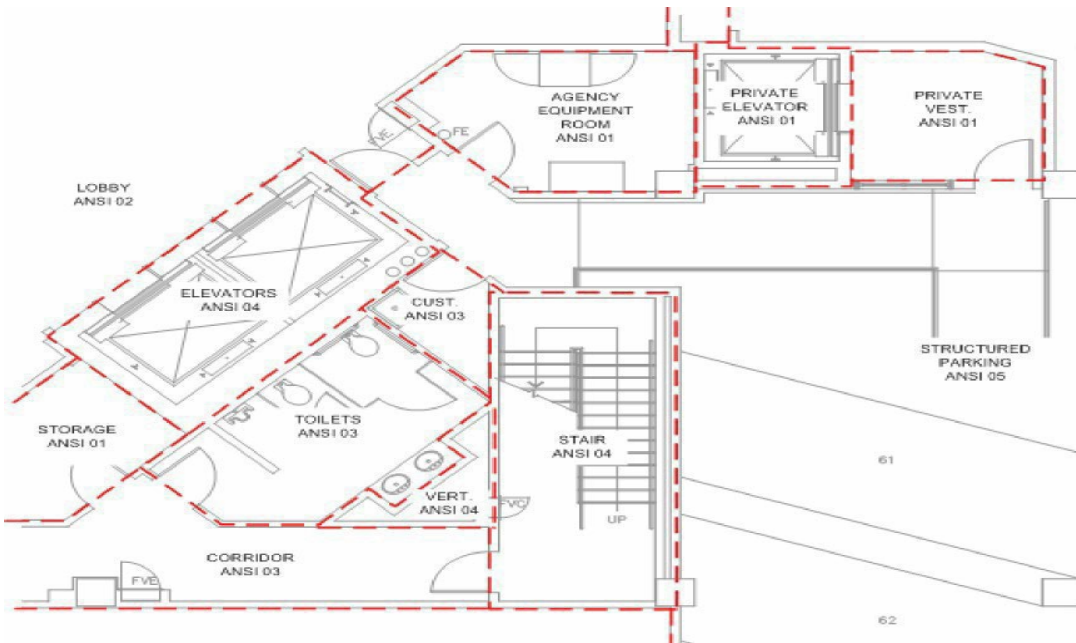 AGENCY
EQUIPMENT
ROOM
ANSI 01
PRIVATE
ELEVATOR
ANSI 01
PRIVATE
VEST.
ANSI 01
FVE
FE
LOBBY
ANSI 02
ELEVATORS
ANSI 04
CUST.
ANSI 03
STRUCTURED
PARKING
ANSI 05
STORAGE
ANSI 01
TOILETS
ANSI 03
STAIR
ANSI 04
61
VERT.
ANSI 04
FVC
UP
CORRIDOR
ANSI 03
FVE
62